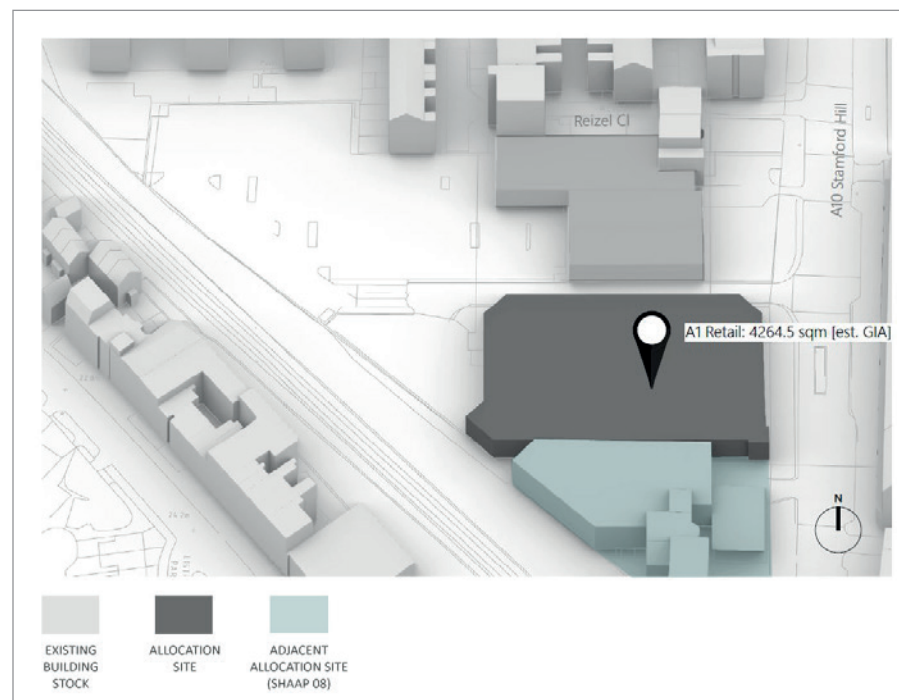 Reizel Cl
A10 Stamford Hill
A1 Retail: 4264.5 sqm [est. GIA]
N
EXISTING
BUILDING
STOCK
ALLOCATION
SITE
ADJACENT
ALLOCATION SITE
(SHAAP 08)